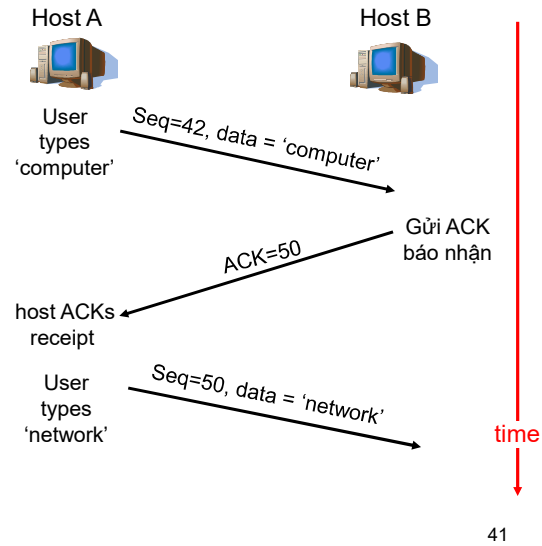 Host A
Host B
User
types
‘computer’
Seq=42, data = ‘computer’
Gửi ACK
báo nhận
ACK=50
host ACKs
receipt
User
types
‘network’
Seq=50, data = ‘network’
time
41